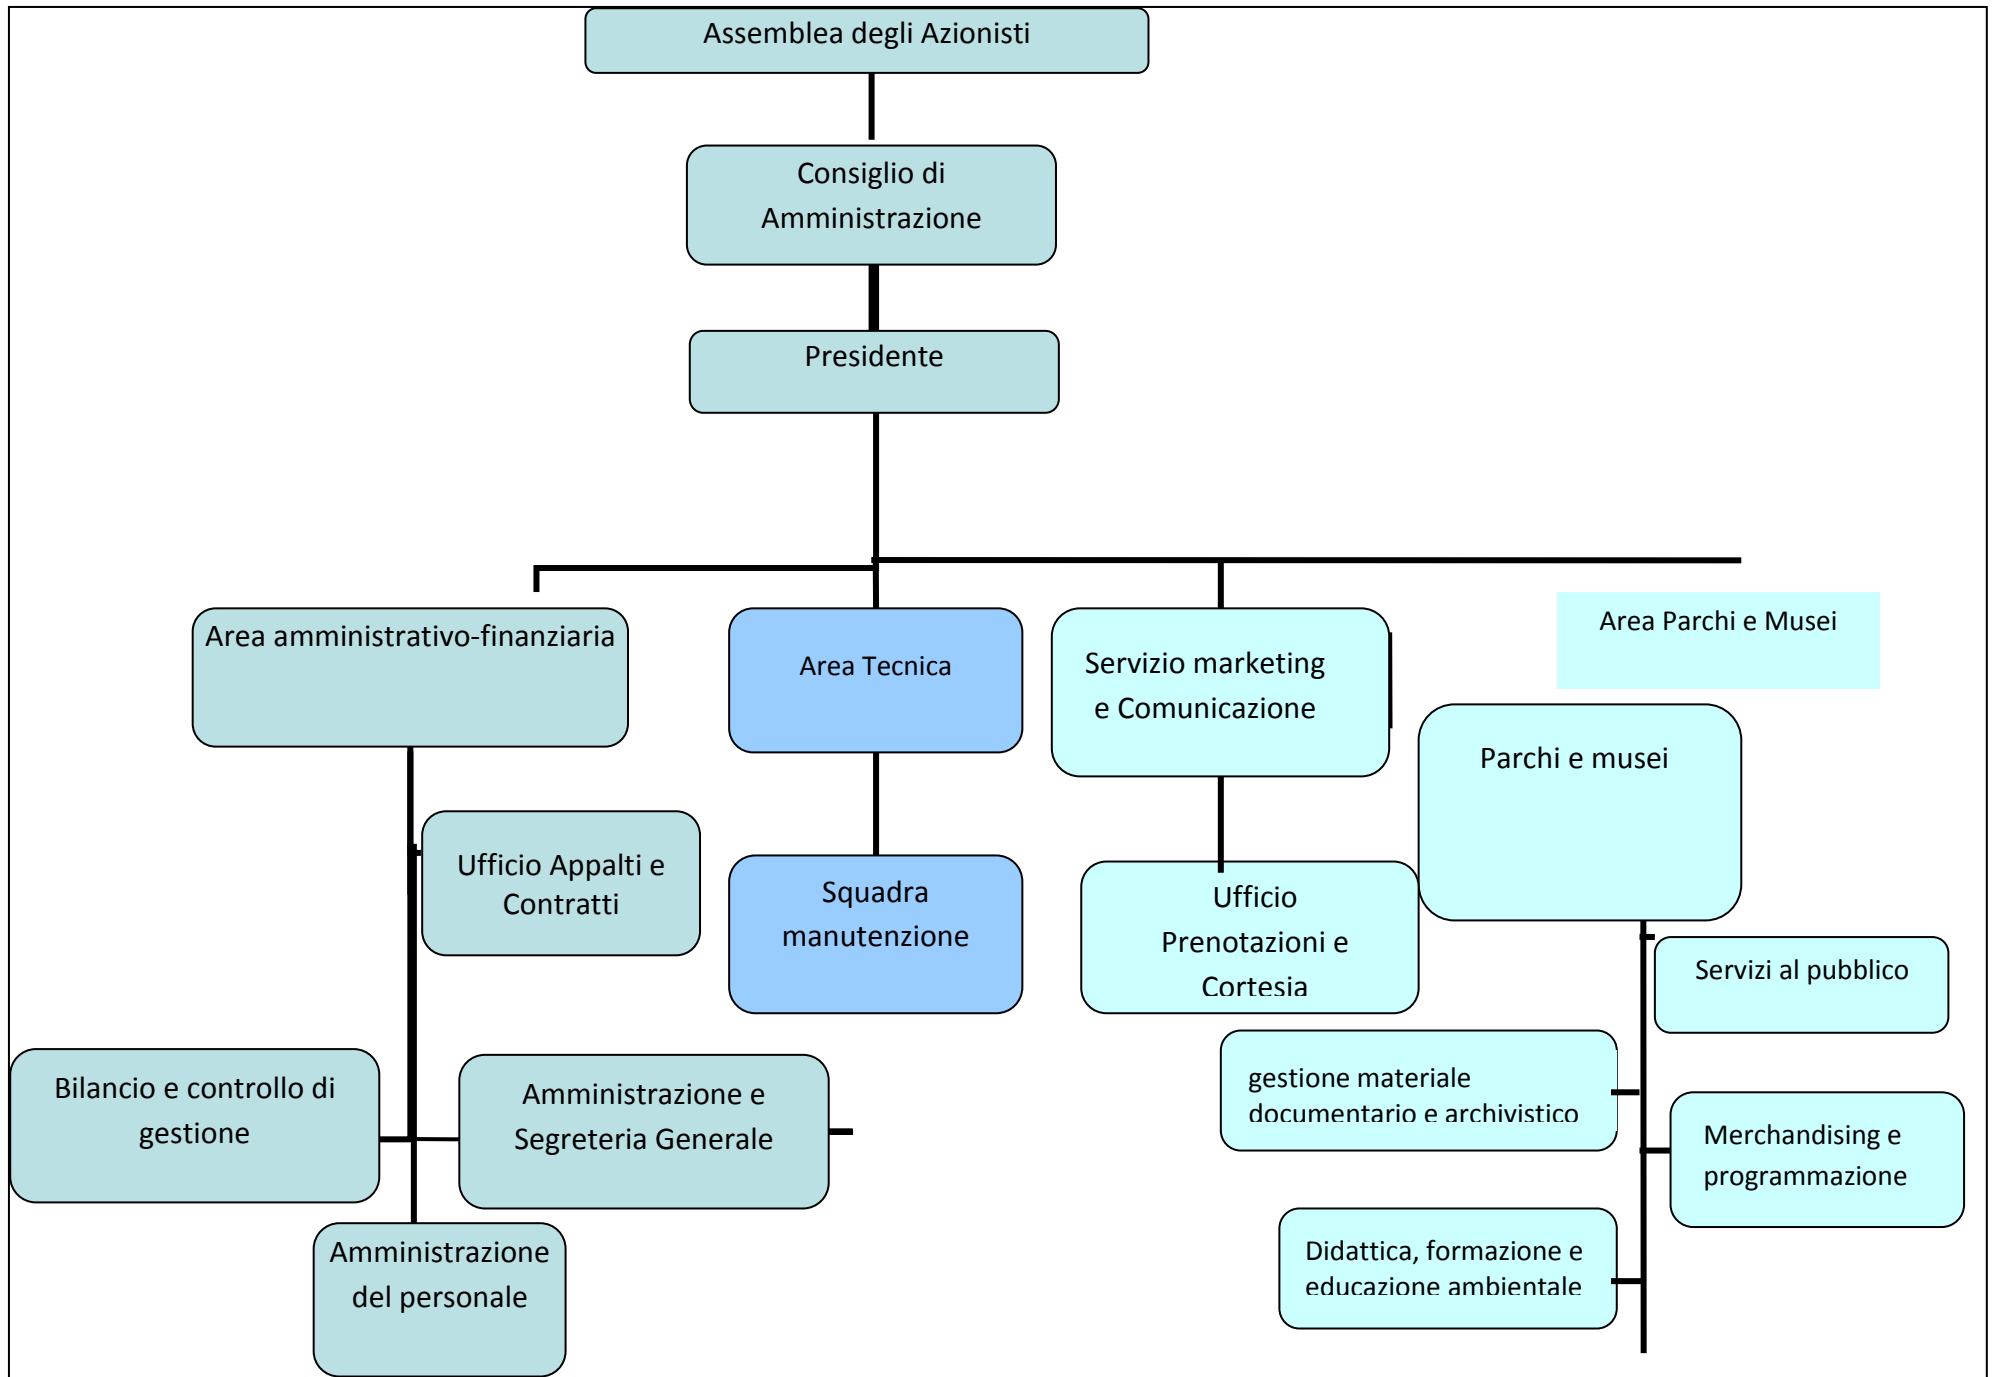 Assemblea degli Azionisti
Consiglio di
Amministrazione
Presidente
Area amministrativo-finanziaria
Area Tecnica
Servizio marketing
e Comunicazione
Area Parchi e Musei
Parchi e musei
Ufficio Appalti e
Contratti
Squadra
manutenzione
Ufficio
Prenotazioni e
Cortesia
Servizi al pubblico
Bilancio e controllo di
gestione
Amministrazione e
Segreteria Generale
gestione materiale
documentario e archivistico
Merchandising e
programmazione
Amministrazione
del personale
Didattica, formazione e
educazione ambientale